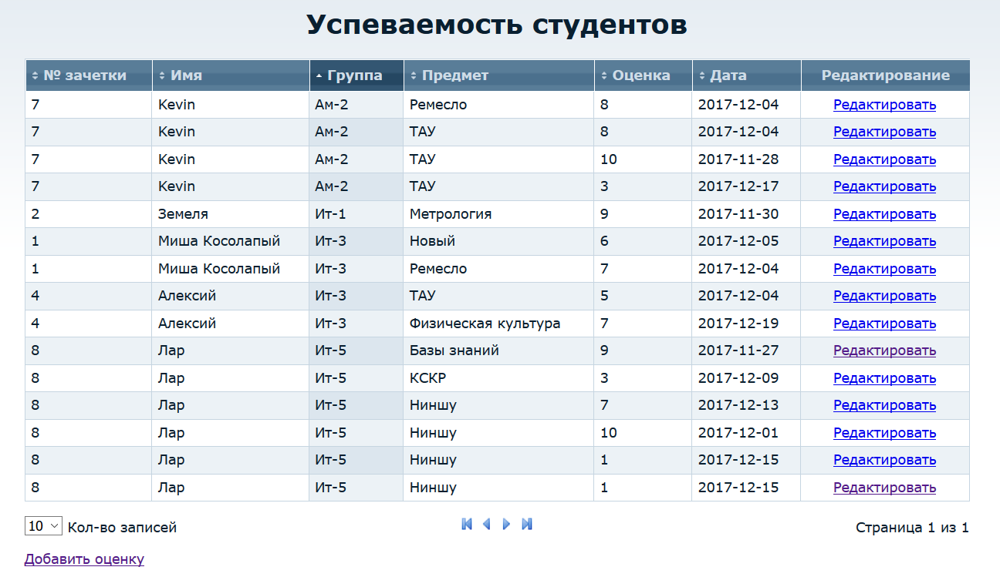 Успеваемость студентов
№ зачетки Имя Группа Предмет Оценка Дата Редактирование
7 Kevin Ам-2 Ремесло 8 2017-12-04 Редактировать
7 Kevin Ам-2 ТАУ 8 2017-12-04 Редактировать
7 Kevin Ам-2 ТАУ 10 2017-11-28 Редактировать
7 Kevin Ам-2 ТАУ 3 2017-12-17 Редактировать
2 Земеля Ит-1 Метрология 9 2017-11-30 Редактировать
1 Миша Косолапый Ит-3 Новый 6 2017-12-05 Редактировать
1 Миша Косолапый Ит-3 Ремесло 7 2017-12-04 Редактировать
4 Алексий Ит-3 ТАУ 5 2017-12-04 Редактировать
4 Алексий Ит-3 Физическая культура 7 2017-12-19 Редактировать
8 Лар Ит-5 Базы знаний 9 2017-11-27 Редактировать
8 Лар Ит-5 КСКР 3 2017-12-09 Редактировать
8 Лар Ит-5 Ниншу 7 2017-12-13 Редактировать
8 Лар Ит-5 Ниншу 10 2017-12-01 Редактировать
8 Лар Ит-5 Ниншу 1 2017-12-15 Редактировать
8 Лар Ит-5 Ниншу 1 2017-12-15 Редактировать
10 Кол-во записей Страница 1 из 1
Добавить оценку